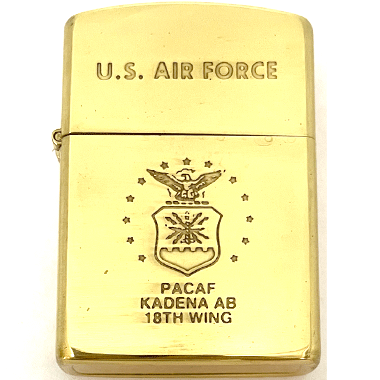 U.S. AIR FORCE
PACAF
KADENA AB
18TH WING